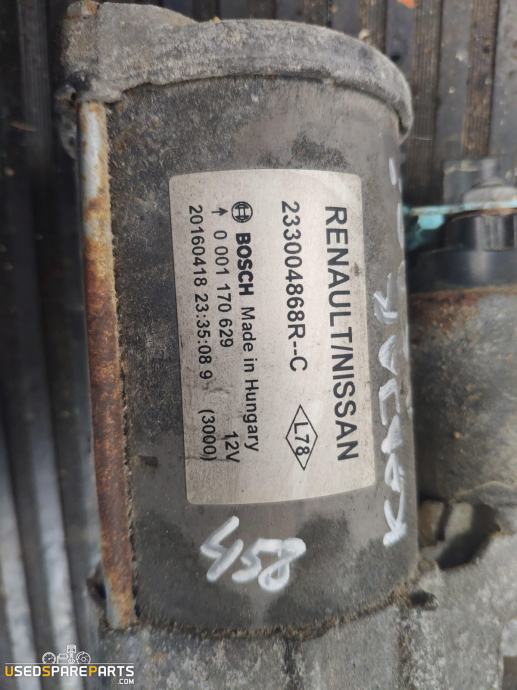 RENAULT/NISSAN
233004868R--C
L78
BOSCH Made in Hungary
0 001 170 629 12V
20160418 23:35:08 9 (3000)
458
USEDSPAREPARTS
.COM